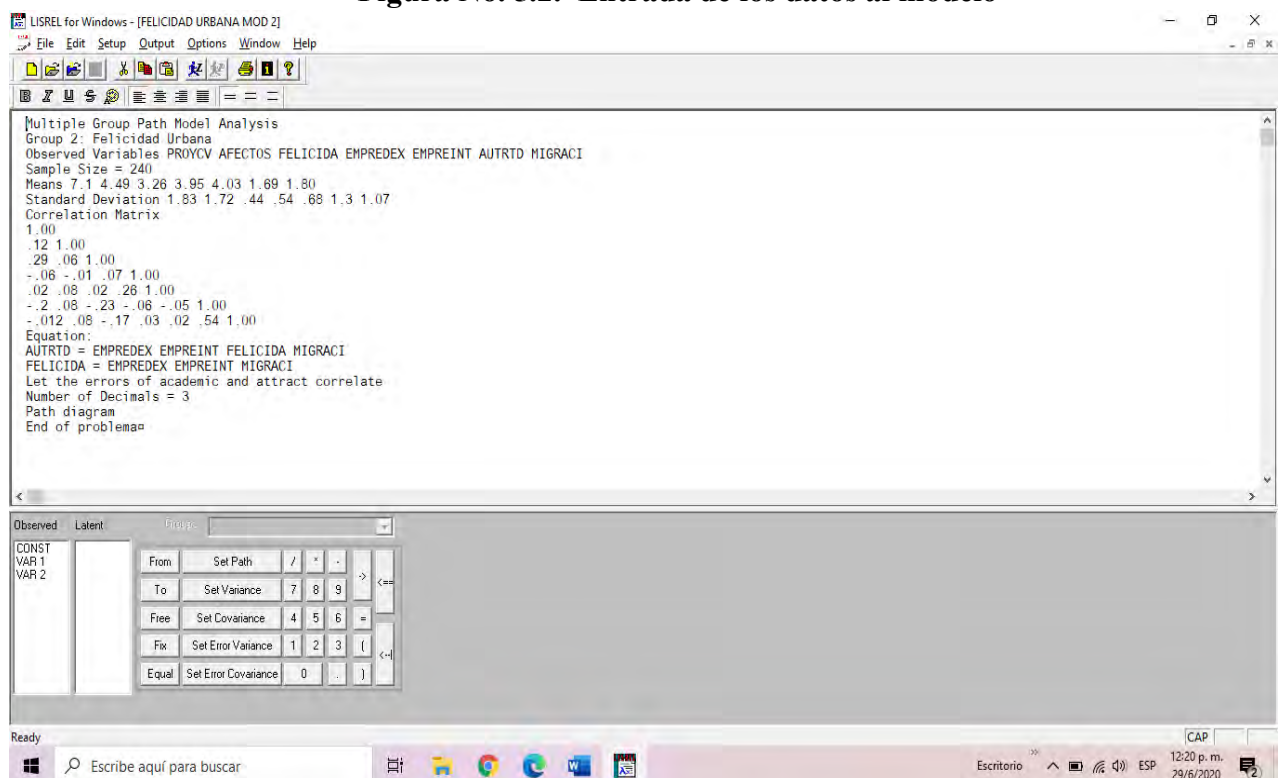 Figura No. 3.2. Entrada de los datos al modelo
LISREL for Windows - [FELICIDAD URBANA MOD 2]
File Edit Setup Output Options Window Help
Multiple Group Path Model Analysis
Group 2: Felicidad Urbana
Observed Variables PROYCV AFECTOS FELICIDA EMPREDEX EMPREINT AUTRTD MIGRACI
Sample Size = 240
Means 7.1 4.49 3.26 3.95 4.03 1.69 1.80
Standard Deviation 1.83 1.72 .44 .54 .68 1.3 1.07
Correlation Matrix
1.00
.12 1.00
.29 .06 1.00
-.06 -.01 .07 1.00
.02 .08 .02 .26 1.00
-.2 .08 -.23 -.06 -.05 1.00
-.012 .08 -.17 .03 .02 .54 1.00
Equation:
AUTRTD = EMPREDEX EMPREINT FELICIDA MIGRACI
FELICIDA = EMPREDEX EMPREINT MIGRACI
Let the errors of academic and attract correlate
Number of Decimals = 3
Path diagram
End of problema¤
Observed Latent
CONST
VAR 1
VAR 2
From Set Path / * - -> <==
To Set Variance 7 8 9
Free Set Covariance 4 5 6 =
Fix Set Error Variance 1 2 3 ( <--|
Equal Set Error Covariance 0 . )
Ready
CAP
Escribe aquí para buscar
Escritorio
ESP
12:20 p. m.
29/6/2020